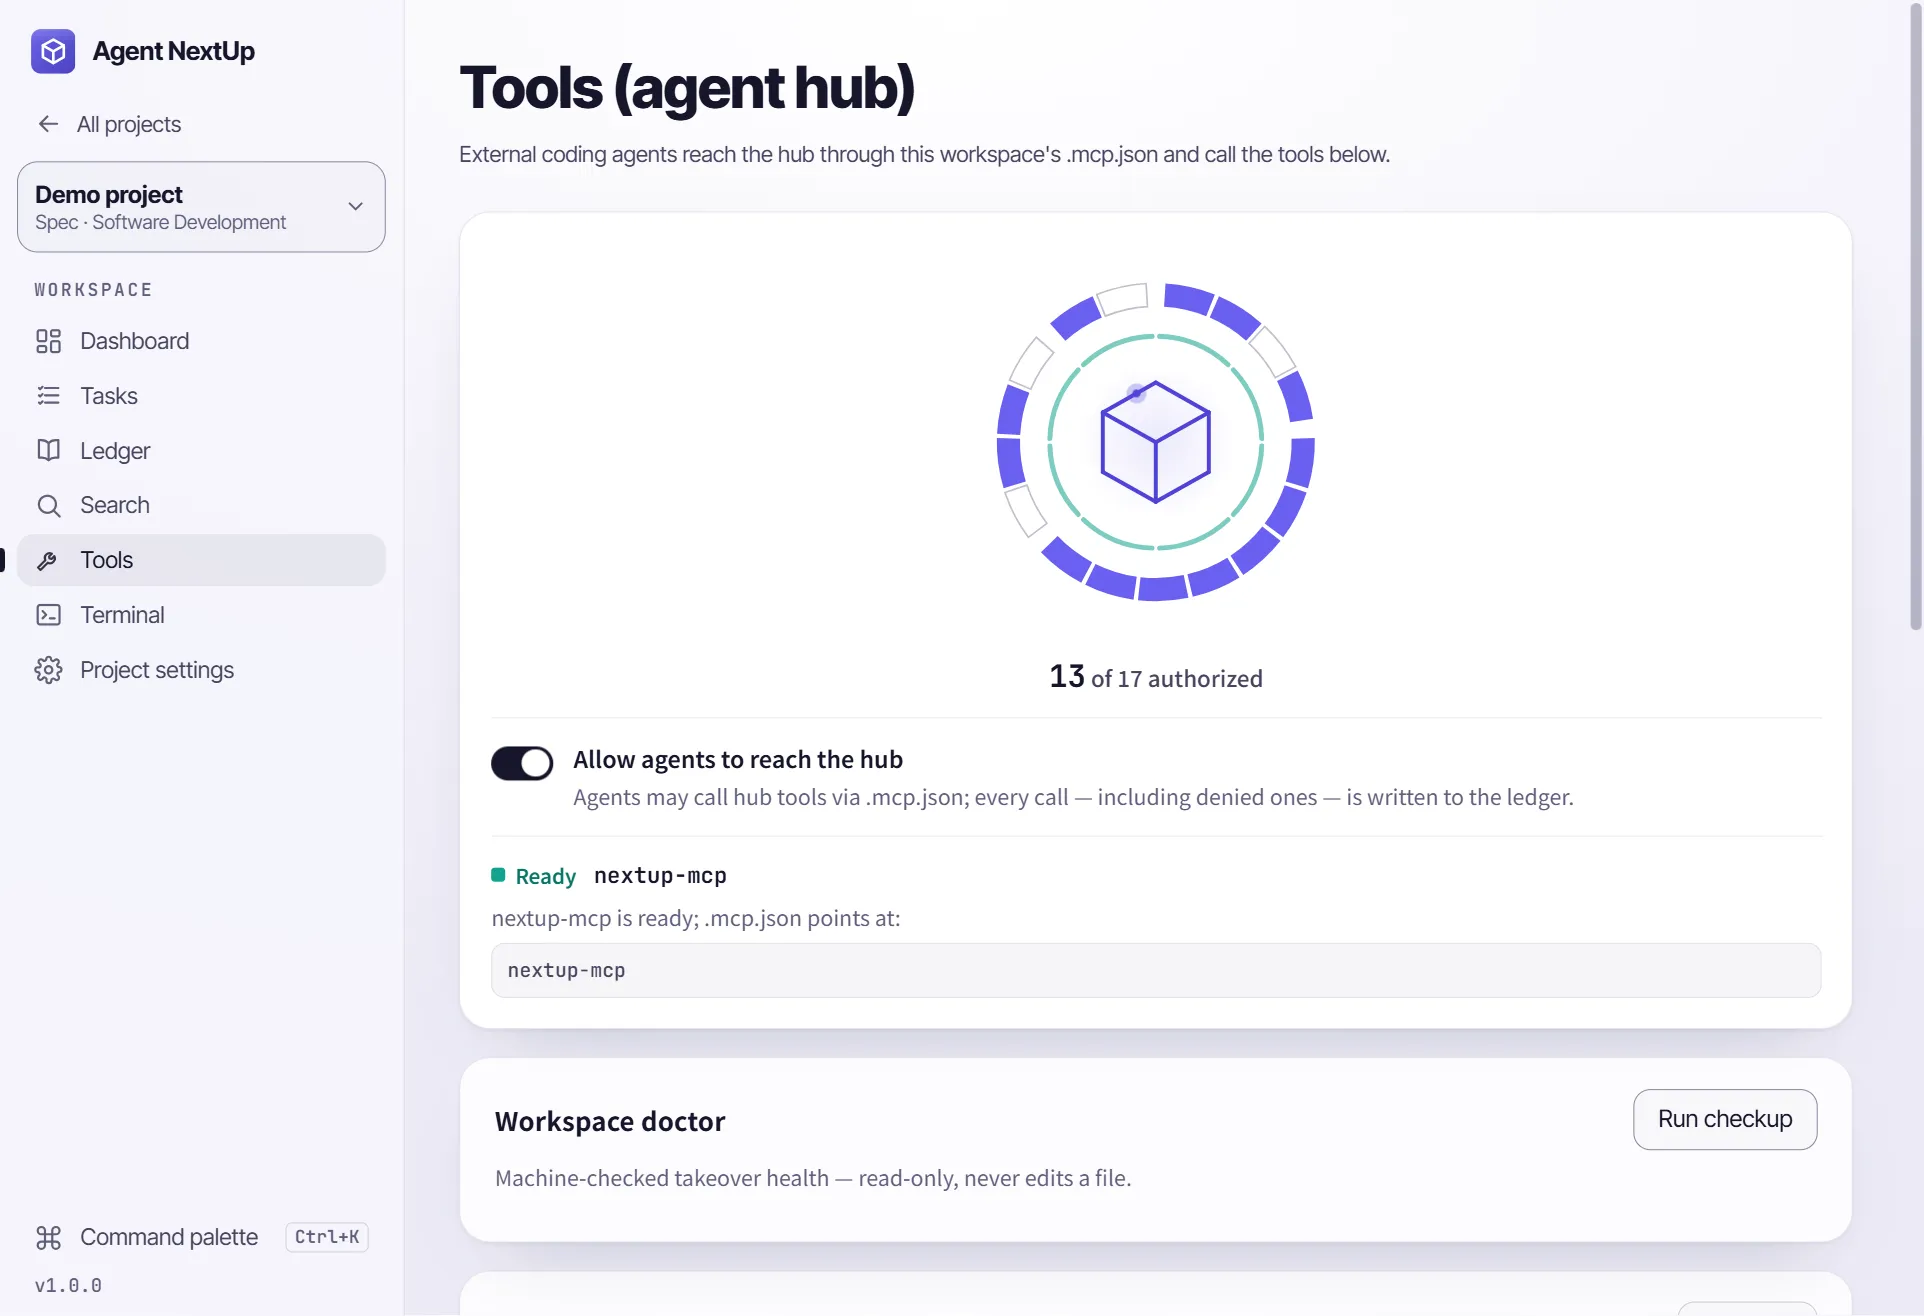 Agent NextUp
All projects
Demo project
Spec · Software Development
WORKSPACE
Dashboard
Tasks
Ledger
Search
Tools
Terminal
Project settings
Command palette Ctrl+K
v1.0.0
Tools (agent hub)
External coding agents reach the hub through this workspace's .mcp.json and call the tools below.
13 of 17 authorized
Allow agents to reach the hub
Agents may call hub tools via .mcp.json; every call — including denied ones — is written to the ledger.
Ready nextup-mcp
nextup-mcp is ready; .mcp.json points at:
nextup-mcp
Workspace doctor
Run checkup
Machine-checked takeover health — read-only, never edits a file.